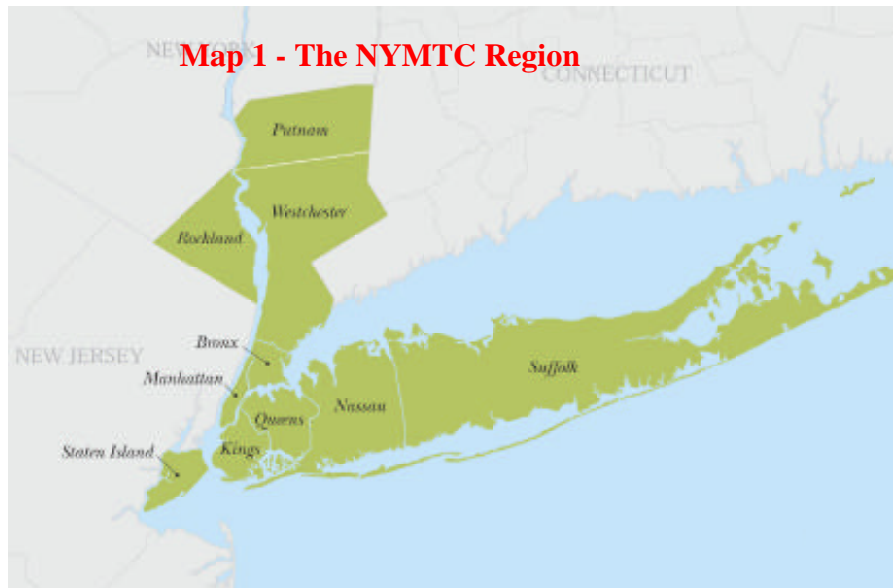 NEW YORK
Map 1 - The NYMTC Region
CONNECTICUT
Putnam
Westchester
Rockland
Bronx
NEW JERSEY
Manhattan
Suffolk
Nassau
Queens
Kings
Staten Island